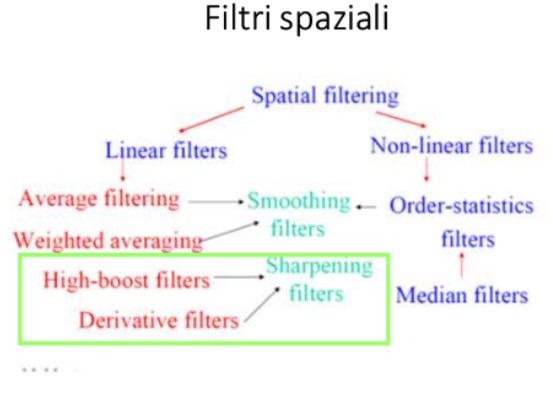 Filtri spaziali
Spatial filtering
Linear filters
Non-linear filters
Average filtering
Smoothing
filters
Order-statistics
filters
Weighted averaging
High-boost filters
Sharpening
filters
Median filters
Derivative filters
....